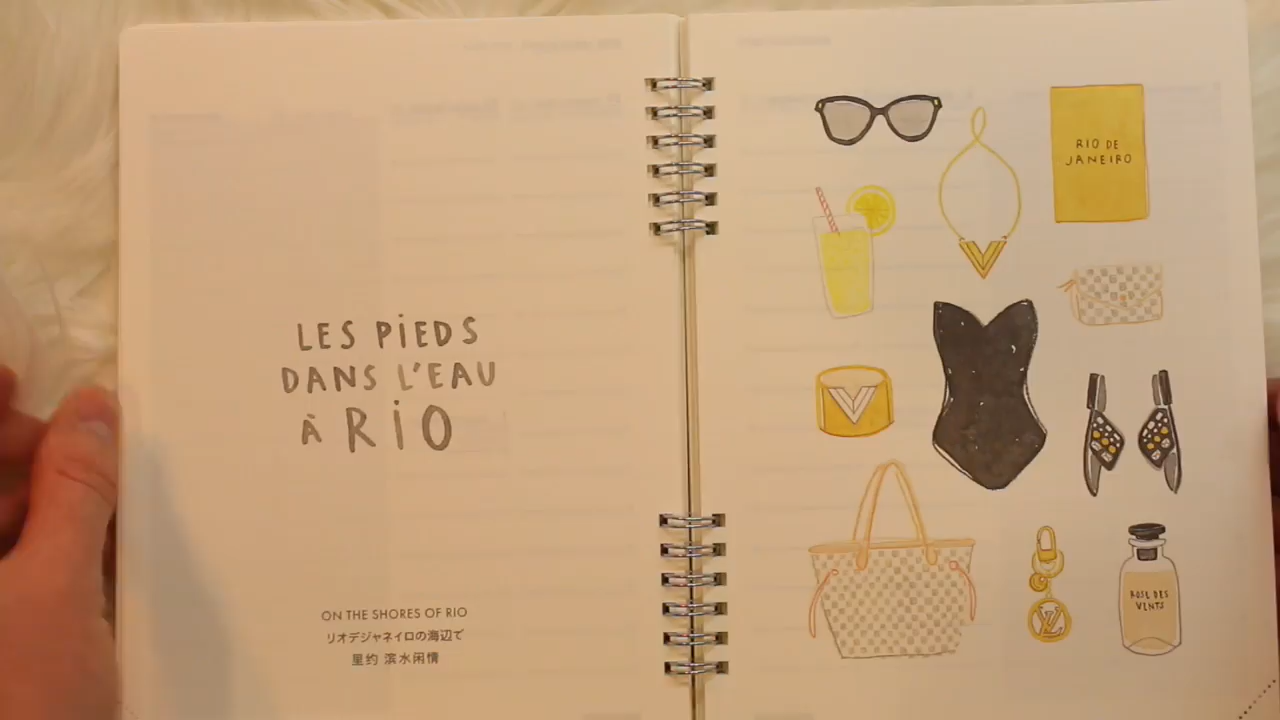 LES PiEDS
DANS L'EAU
À RiO
ON THE SHORES OF RIO
リオデジャネイロの海辺で
里约 滨水闲情
RIO DE
JANEIRO
ROSE DES
VENTS
LV